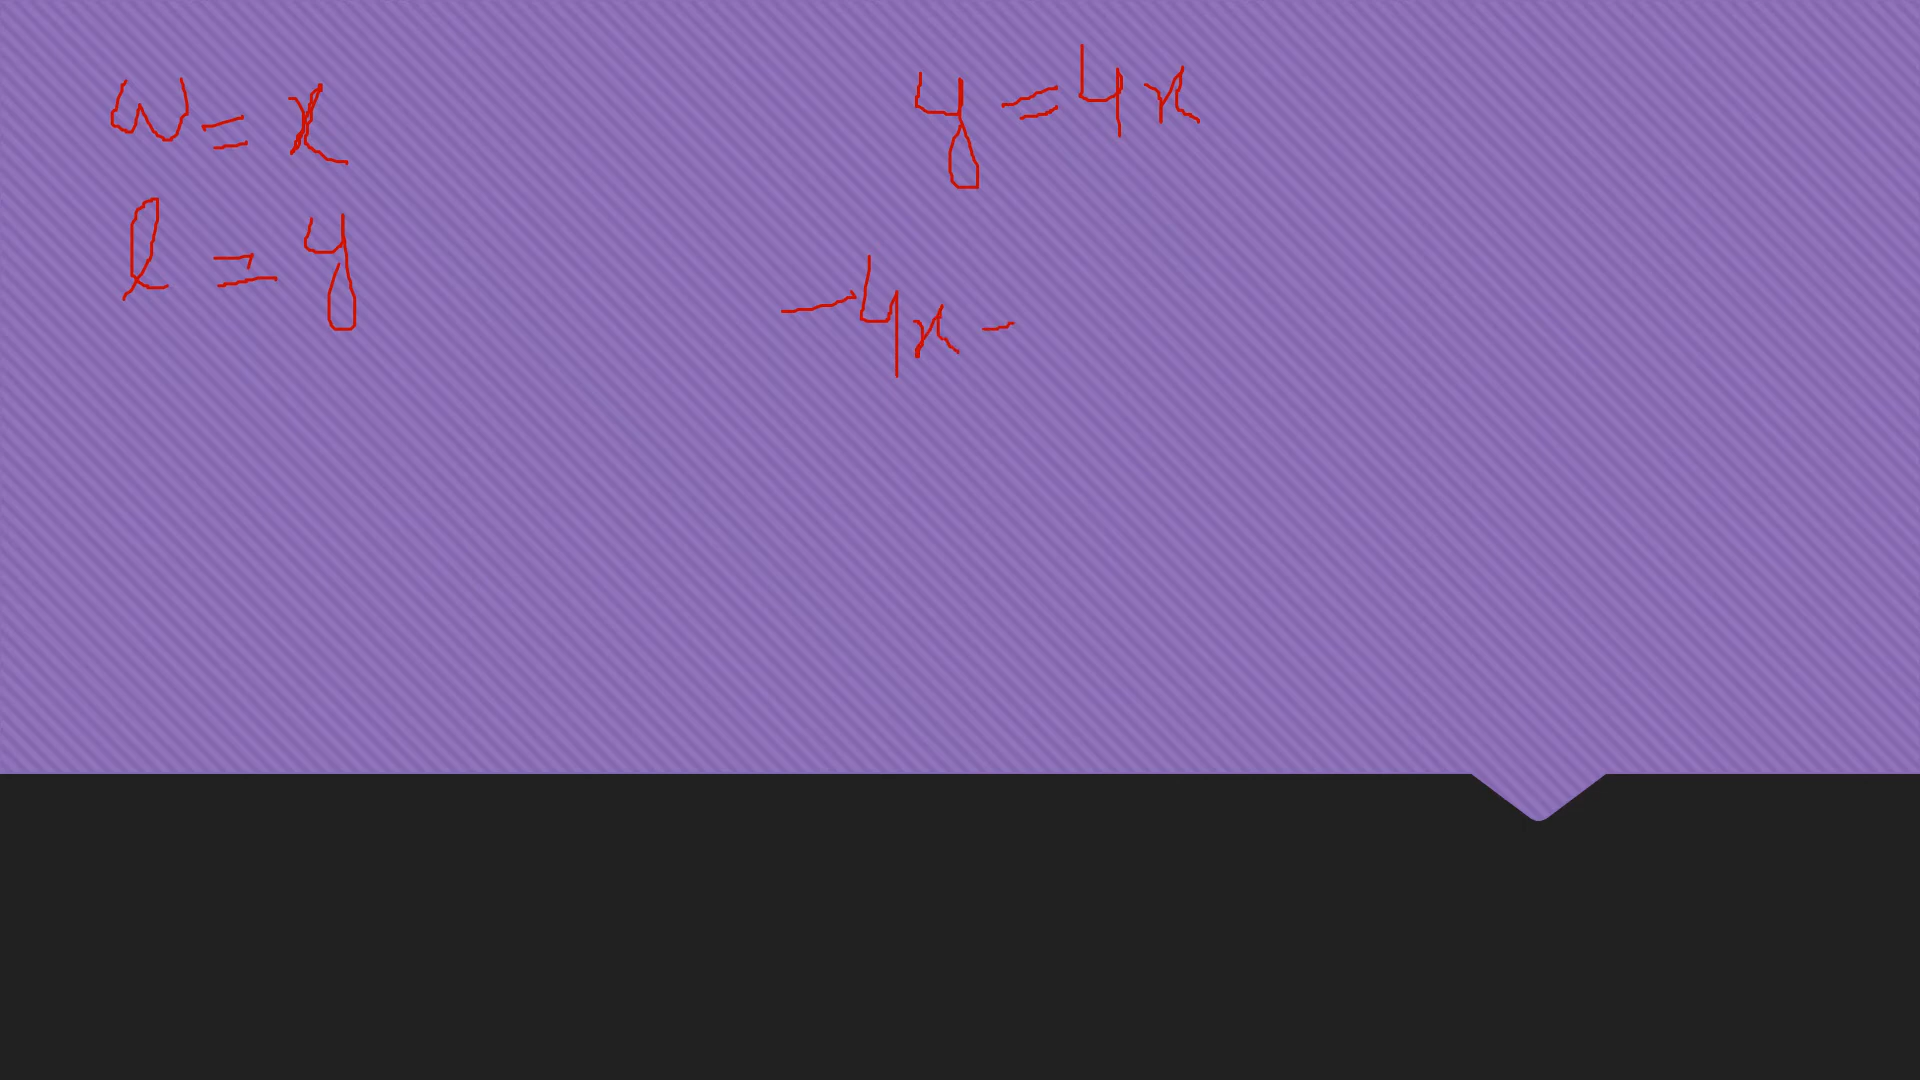 w = x
l = y
y = 4x
-4x -